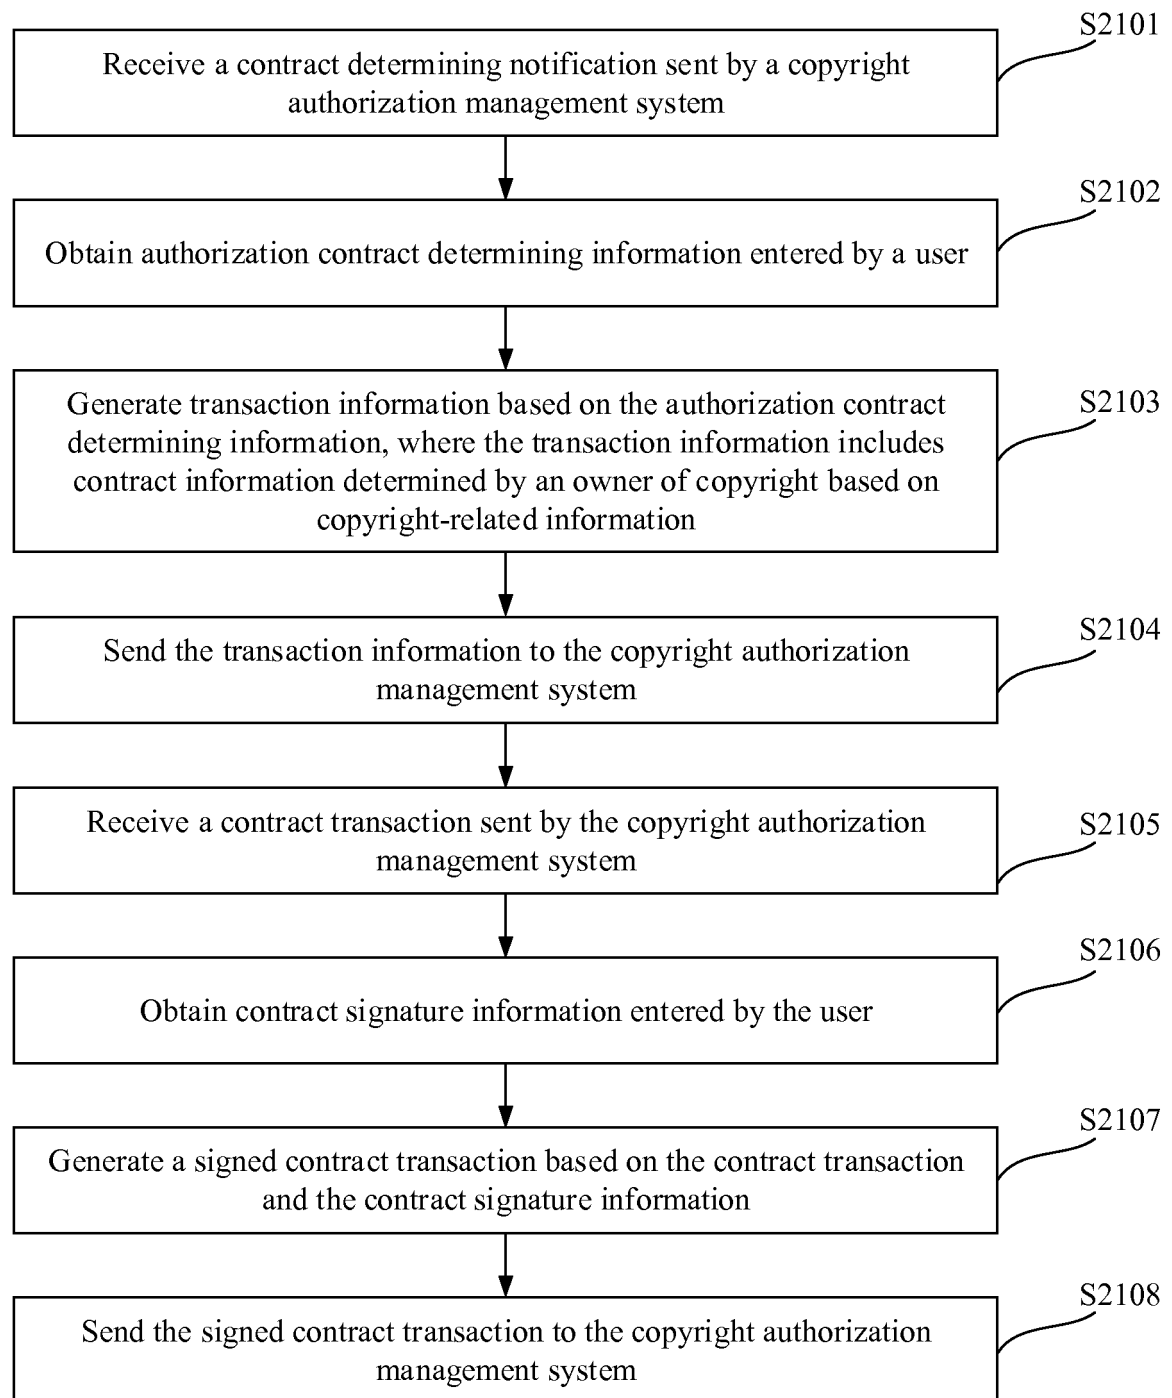 S2101
Receive a contract determining notification sent by a copyright
authorization management system
S2102
Obtain authorization contract determining information entered by a user
S2103
Generate transaction information based on the authorization contract
determining information, where the transaction information includes
contract information determined by an owner of copyright based on
copyright-related information
S2104
Send the transaction information to the copyright authorization
management system
S2105
Receive a contract transaction sent by the copyright authorization
management system
S2106
Obtain contract signature information entered by the user
S2107
Generate a signed contract transaction based on the contract transaction
and the contract signature information
S2108
Send the signed contract transaction to the copyright authorization
management system